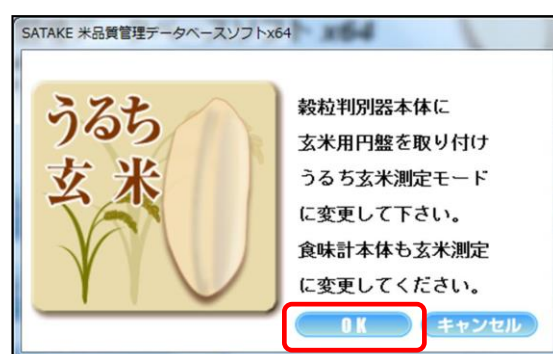 SATAKE 米品質管理データベースソフトx64
うるち
玄米
穀粒判別器本体に
玄米用円盤を取り付け
うるち玄米測定モード
に変更して下さい。
食味計本体も玄米測定
に変更してください。
OK
キャンセル